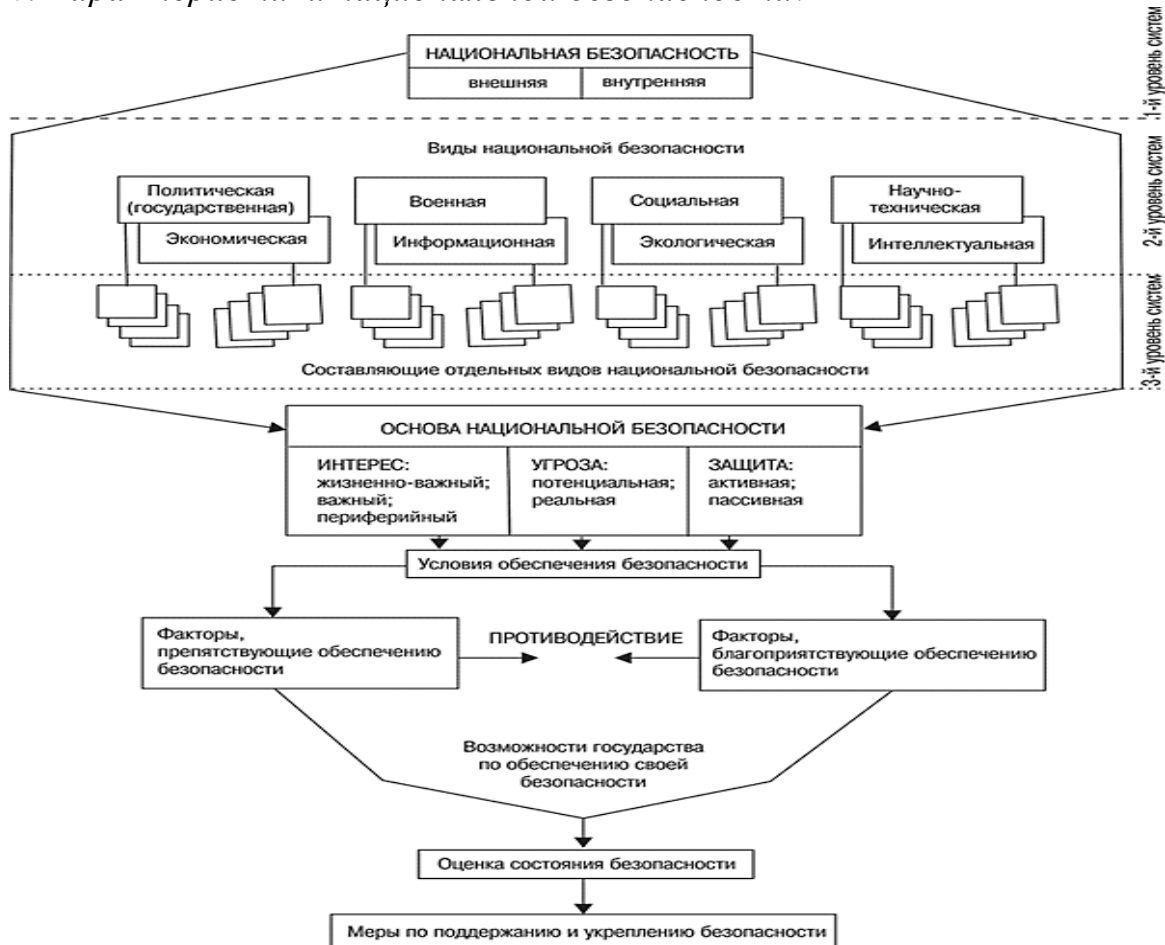 НАЦИОНАЛЬНАЯ БЕЗОПАСНОСТЬ
внешняя
внутренняя
1-й уровень систем
Виды национальной безопасности
Политическая
(государственная)
Военная
Социальная
Научно-
техническая
Экономическая
Информационная
Экологическая
Интеллектуальная
2-й уровень систем
Составляющие отдельных видов национальной безопасности
3-й уровень систем
ОСНОВА НАЦИОНАЛЬНОЙ БЕЗОПАСНОСТИ
ИНТЕРЕС:
жизненно-важный;
важный;
периферийный
УГРОЗА:
потенциальная;
реальная
ЗАЩИТА:
активная;
пассивная
Условия обеспечения безопасности
Факторы,
препятствующие обеспечению
безопасности
ПРОТИВОДЕЙСТВИЕ
Факторы,
благоприятствующие обеспечению
безопасности
Возможности государства
по обеспечению своей
безопасности
Оценка состояния безопасности
Меры по поддержанию и укреплению безопасности